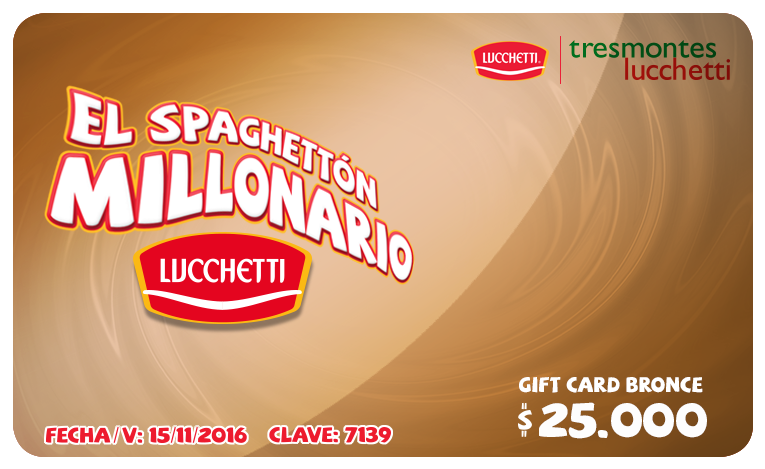 LUCCHETTI
tresmontes
lucchetti
EL SPAGHETTÓN
MILLONARIO
LUCCHETTI
GIFT CARD BRONCE
$ 25.000
FECHA/V: 15/11/2016 CLAVE: 7139